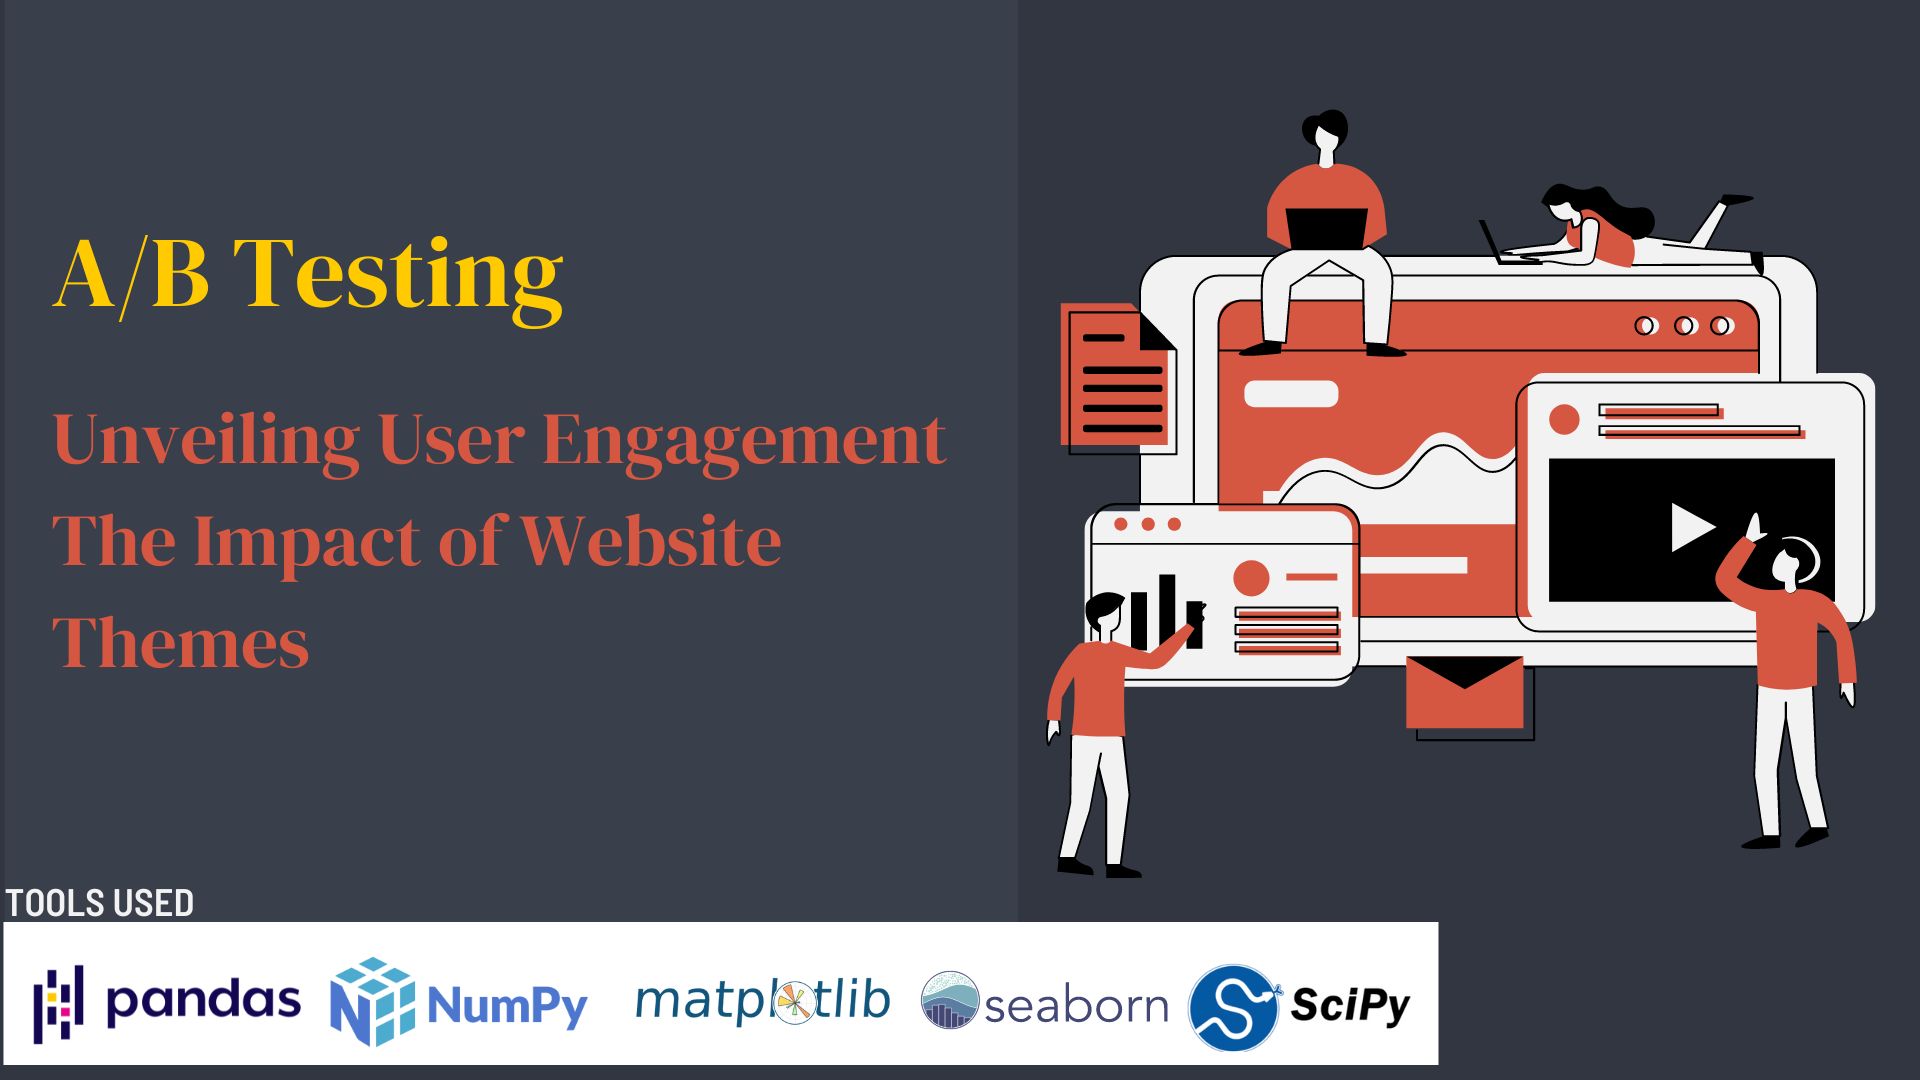 A/B Testing
Unveiling User Engagement
The Impact of Website
Themes
TOOLS USED
pandas
NumPy
matplotlib
seaborn
SciPy